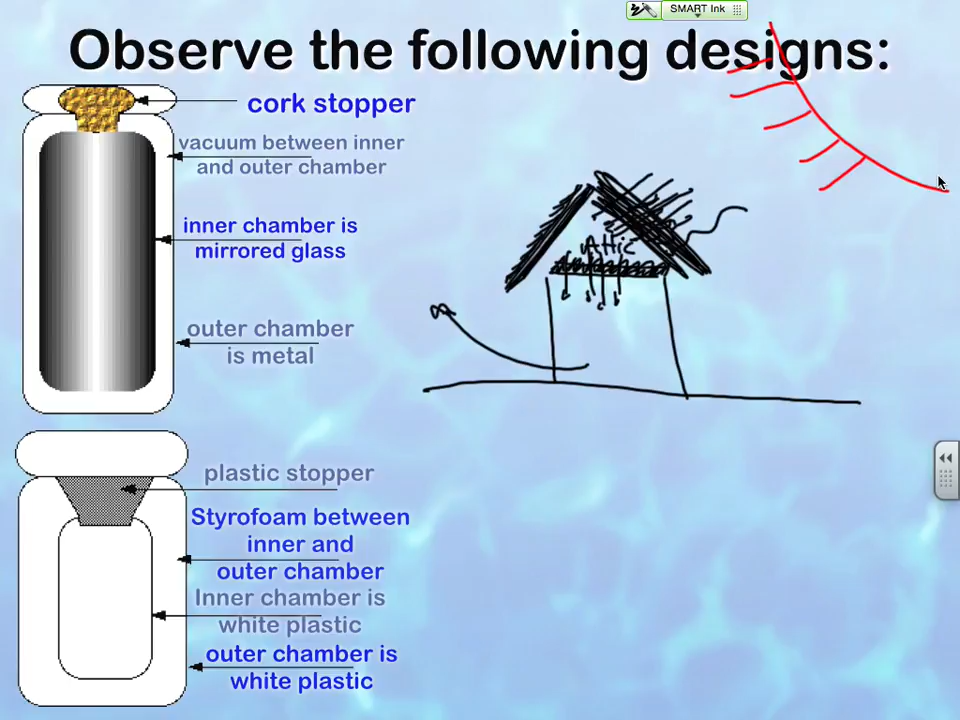 SMART Ink
Observe the following designs:
cork stopper
vacuum between inner
and outer chamber
inner chamber is
mirrored glass
Attic
outer chamber
is metal
plastic stopper
Styrofoam between
inner and
outer chamber
Inner chamber is
white plastic
outer chamber is
white plastic